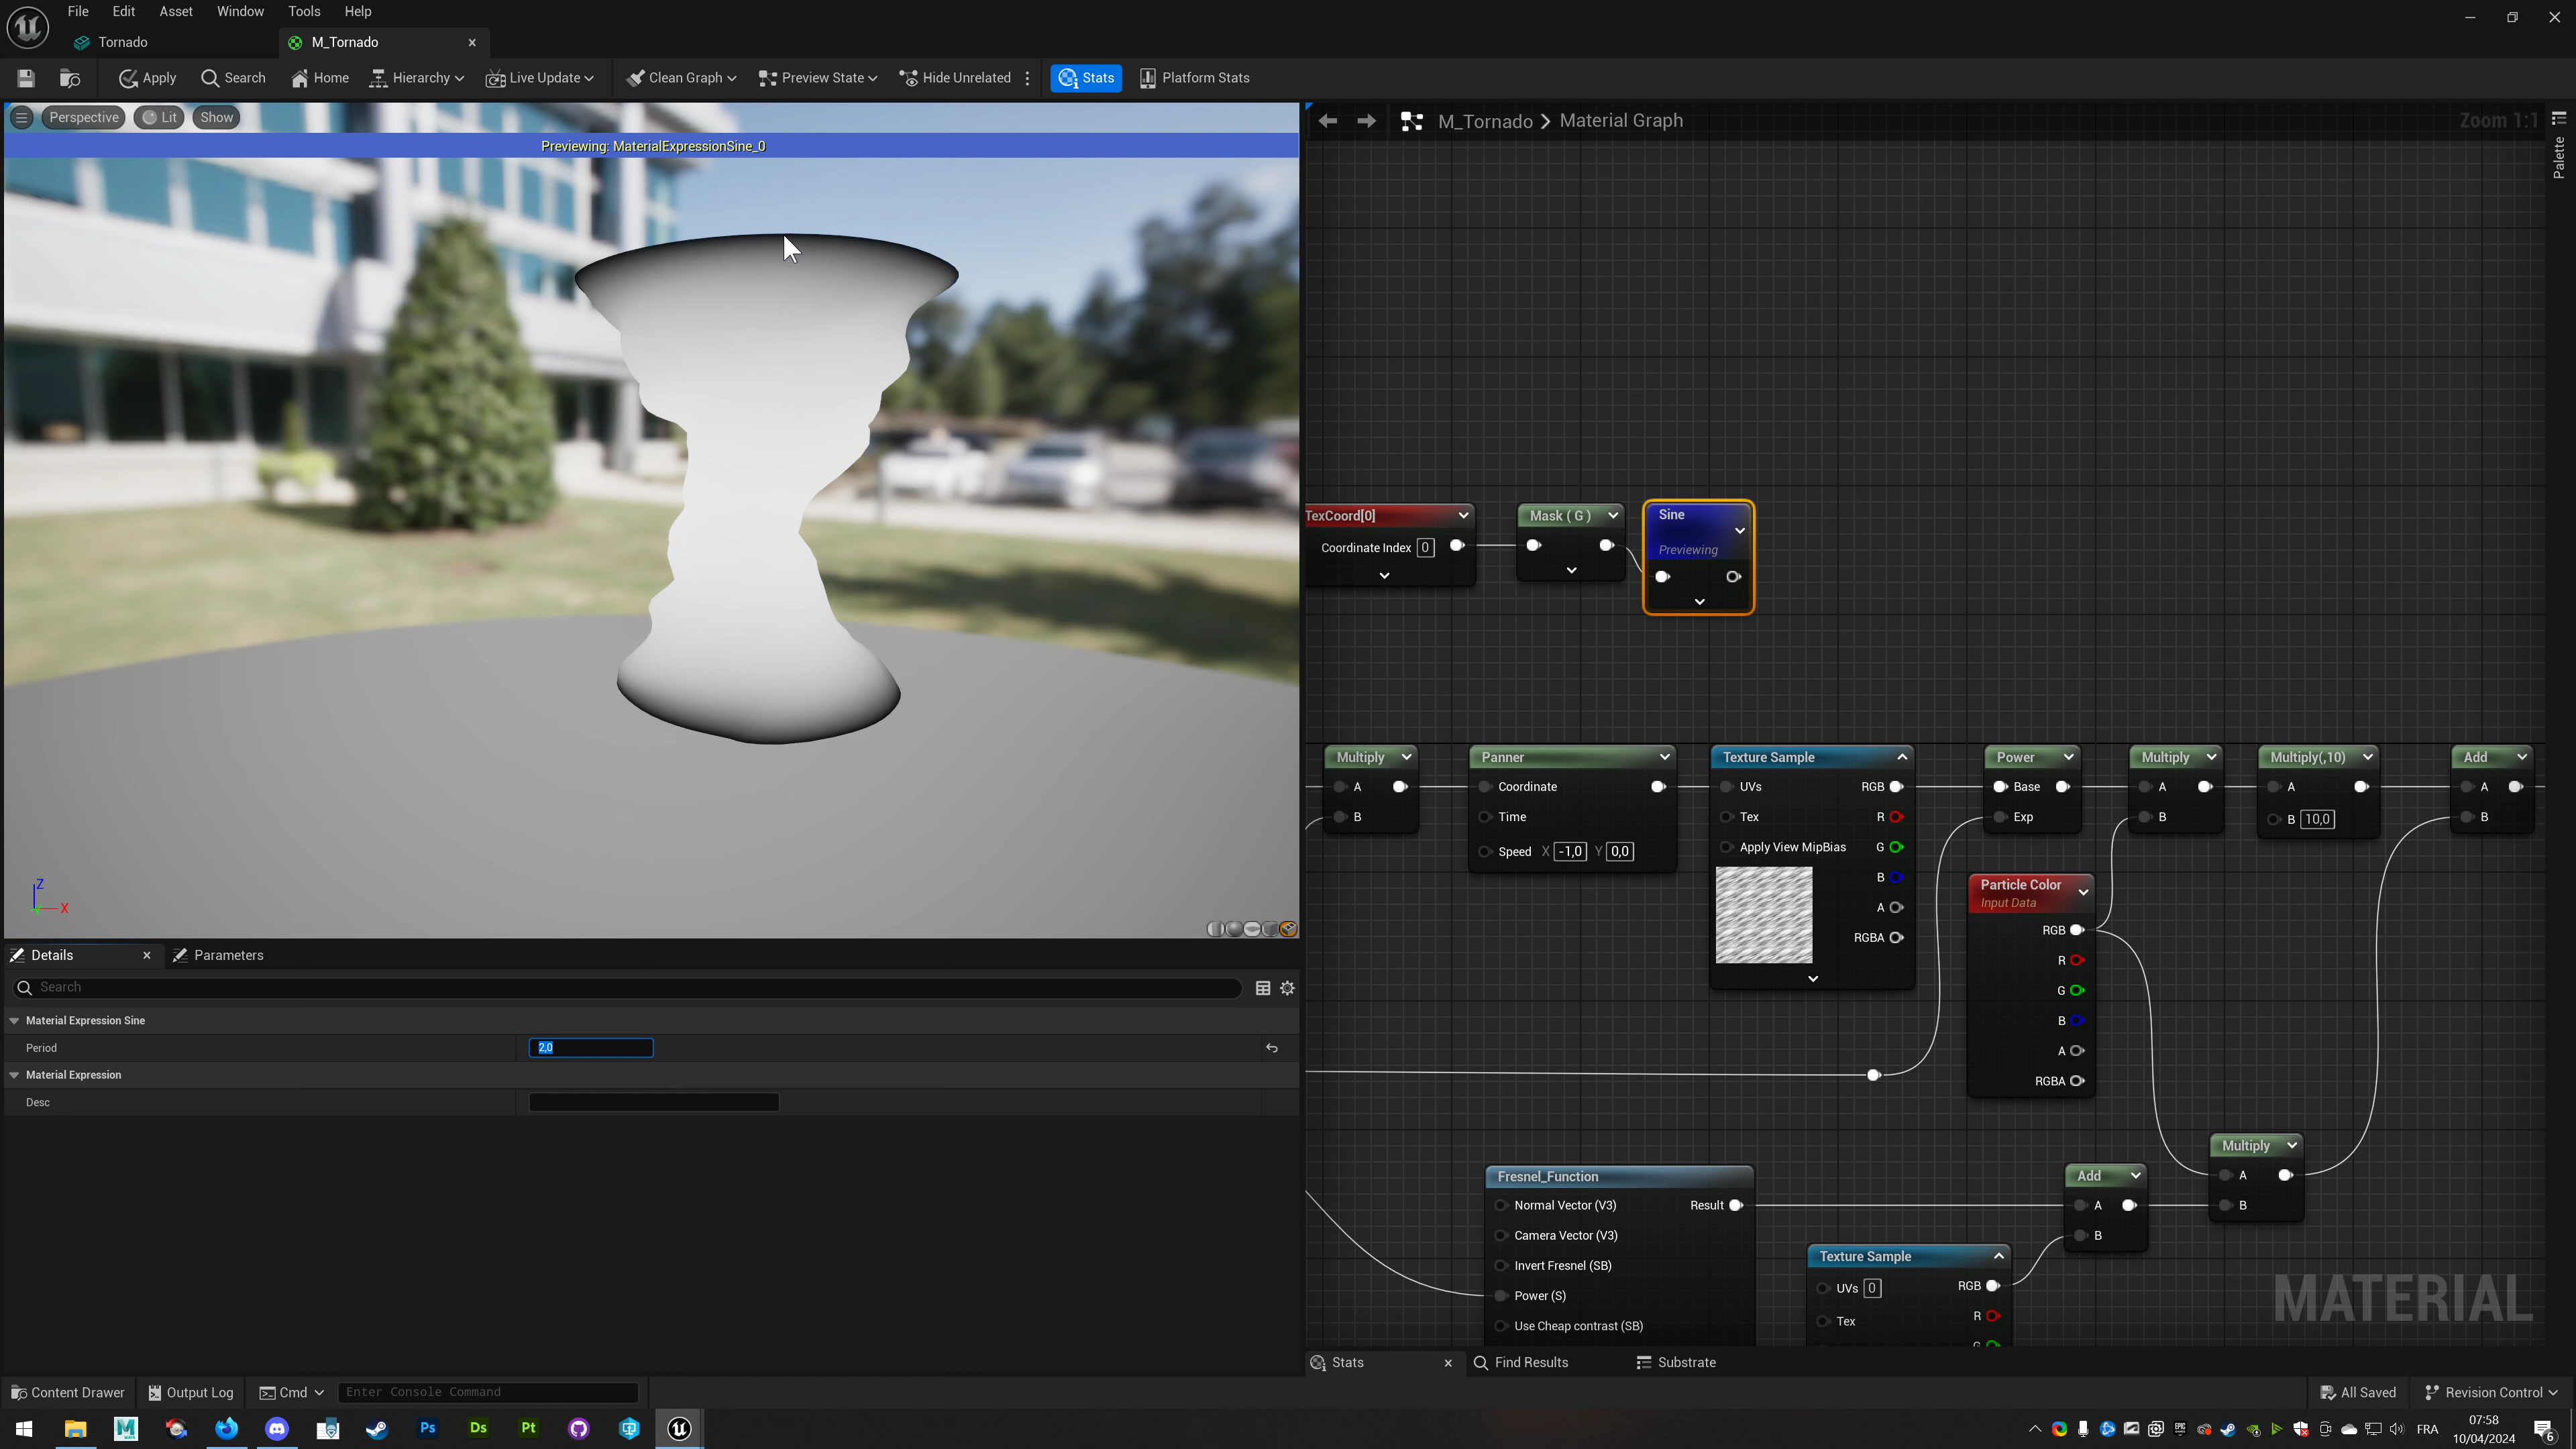 File Edit Asset Window Tools Help
Tornado
M_Tornado
Apply Search Home Hierarchy Live Update Clean Graph Preview State Hide Unrelated Stats Platform Stats
Perspective Lit Show
Previewing: MaterialExpressionSine_0
Z
X
M_Tornado > Material Graph
Zoom 1:1
Palette
TexCoord[0]
Coordinate Index 0
Mask ( G )
Sine
Previewing
Multiply
A
B
Panner
Coordinate
Time
Speed X -1,0 Y 0,0
Texture Sample
UVs RGB
Tex R
Apply View MipBias G
B
A
RGBA
Power
Base
Exp
Multiply
A
B
Multiply(,10)
A
B 10,0
Add
A
B
Particle Color
Input Data
RGB
R
G
B
A
RGBA
Multiply
A
B
Add
A
B
Fresnel_Function
Normal Vector (V3) Result
Camera Vector (V3)
Invert Fresnel (SB)
Power (S)
Use Cheap contrast (SB)
Texture Sample
UVs 0 RGB
Tex R
G
MATERIAL
Details
Parameters
Search
Material Expression Sine
Period 2,0
Material Expression
Desc
Stats
Find Results
Substrate
Content Drawer Output Log Cmd Enter Console Command
All Saved Revision Control
M
Ps Ds Pt
FRA
07:58
10/04/2024
6